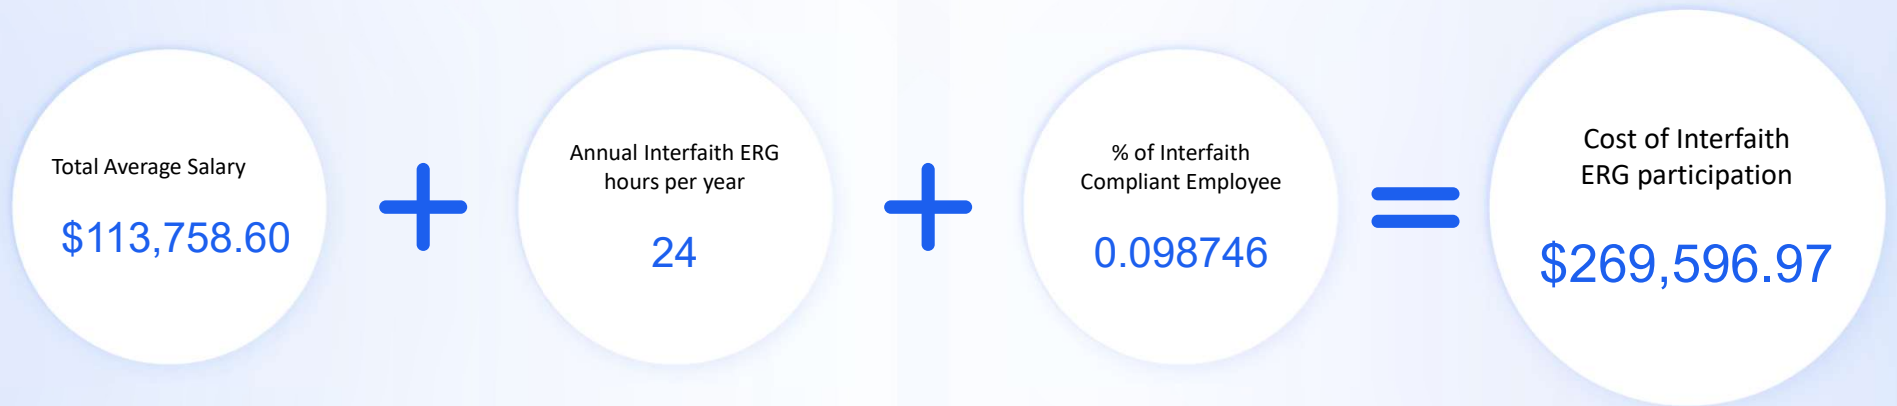 Total Average Salary
$113,758.60
+
Annual Interfaith ERG
hours per year
24
+
% of Interfaith
Compliant Employee
0.098746
=
Cost of Interfaith
ERG participation
$269,596.97